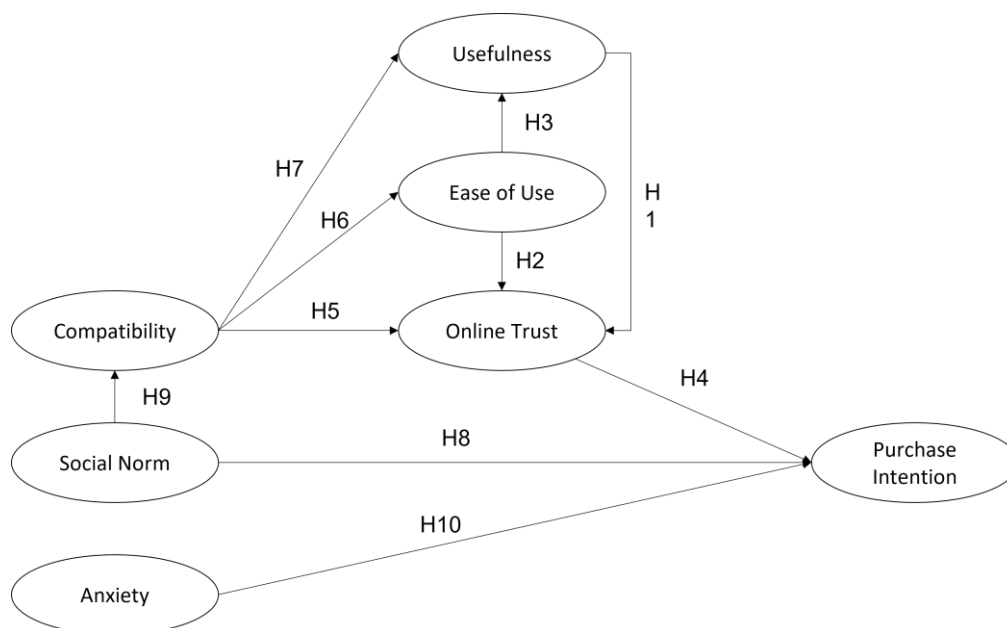 Usefulness
H3
H7
Ease of Use
H
1
H6
H2
Compatibility
H5
Online Trust
H4
H9
Social Norm
H8
Purchase
Intention
H10
Anxiety